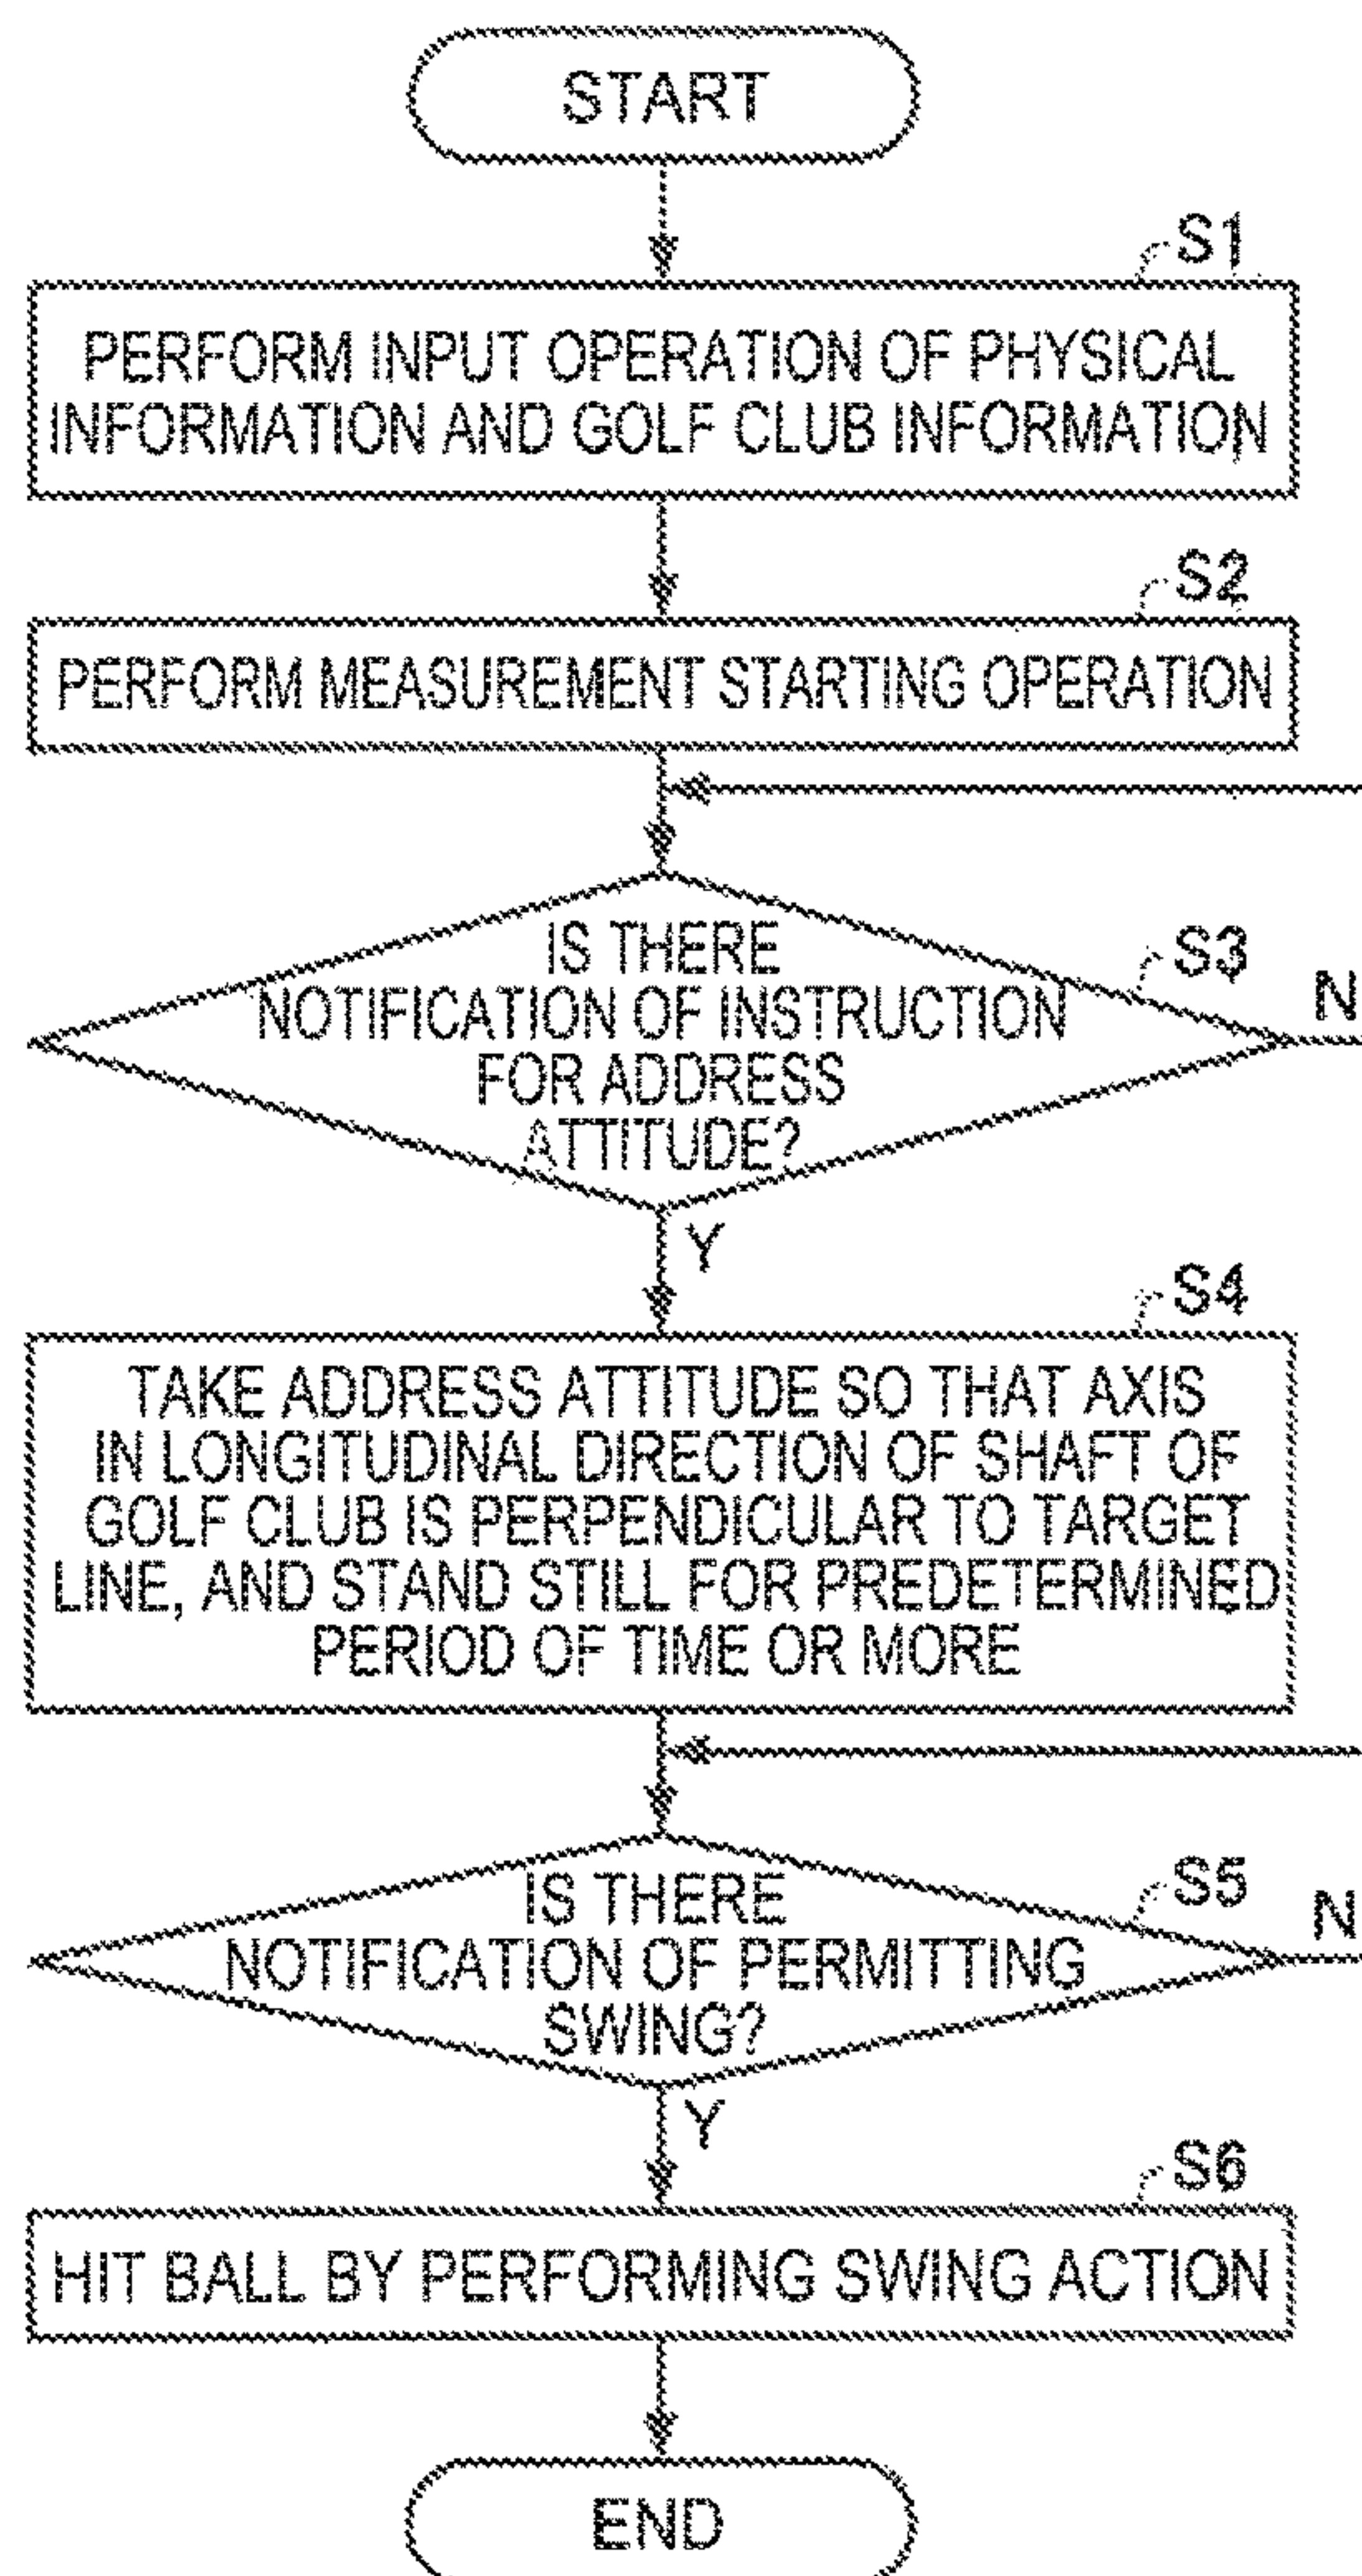 START
S1
PERFORM INPUT OPERATION OF PHYSICAL
INFORMATION AND GOLF CLUB INFORMATION
S2
PERFORM MEASUREMENT STARTING OPERATION
S3
IS THERE
NOTIFICATION OF INSTRUCTION
FOR ADDRESS
ATTITUDE?
N
Y
S4
TAKE ADDRESS ATTITUDE SO THAT AXIS
IN LONGITUDINAL DIRECTION OF SHAFT OF
GOLF CLUB IS PERPENDICULAR TO TARGET
LINE, AND STAND STILL FOR PREDETERMINED
PERIOD OF TIME OR MORE
S5
IS THERE
NOTIFICATION OF PERMITTING
SWING?
N
Y
S6
HIT BALL BY PERFORMING SWING ACTION
END